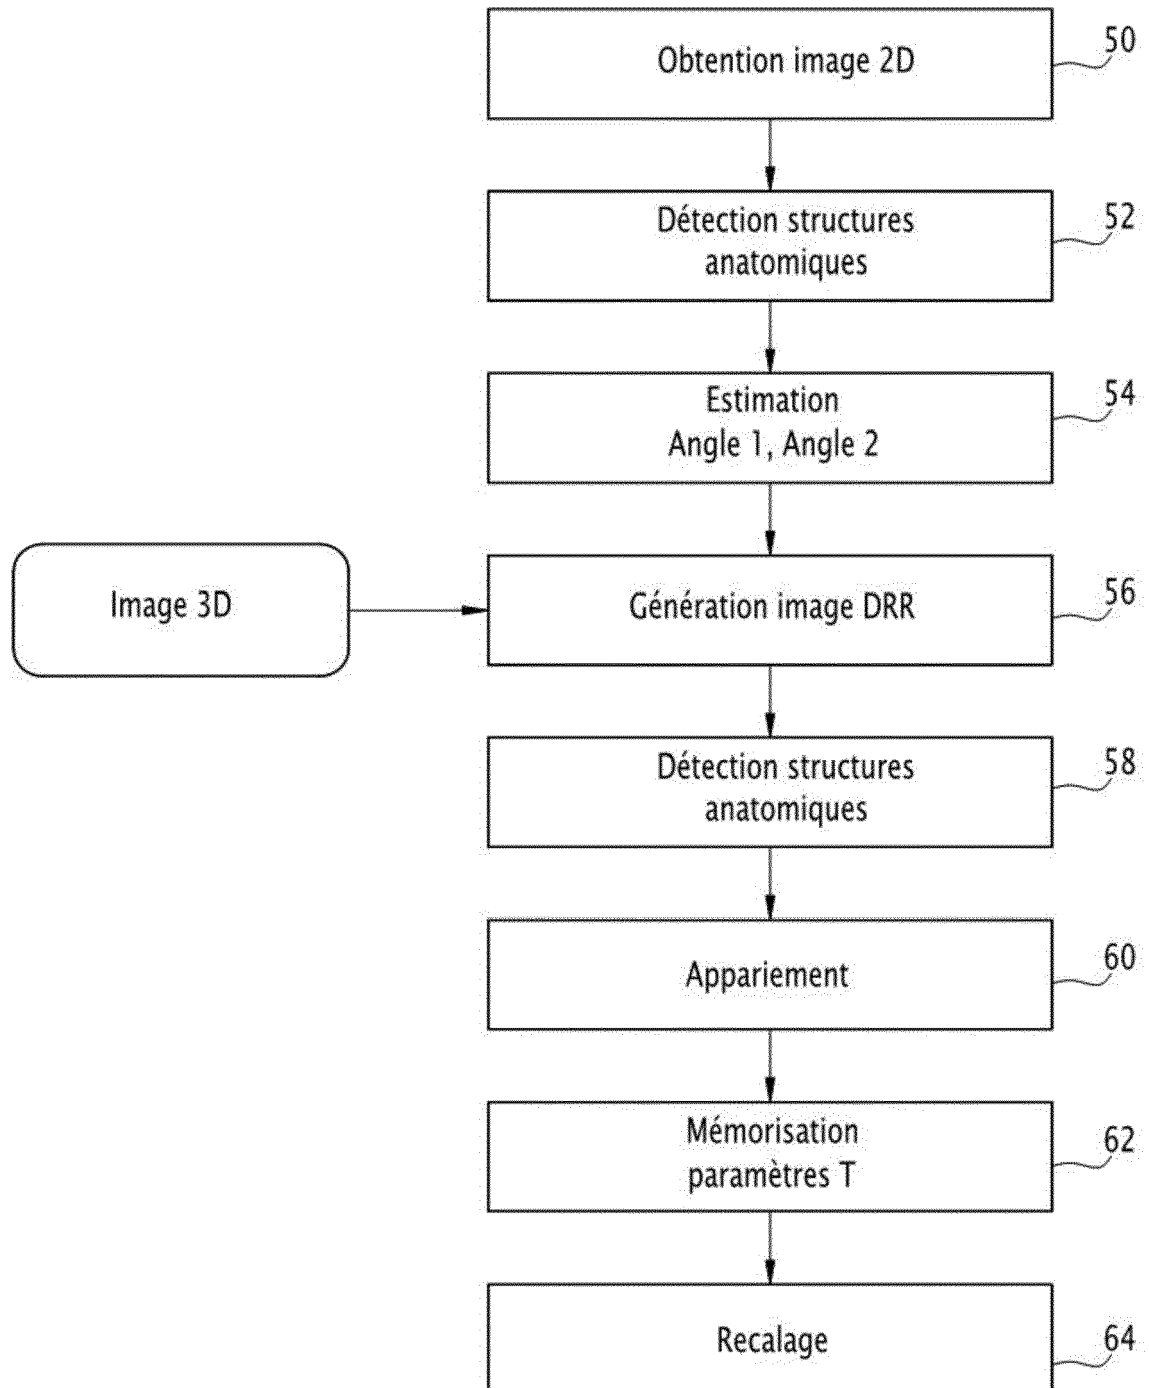 Obtention image 2D
50
Détection structures
anatomiques
52
Estimation
Angle 1, Angle 2
54
Image 3D
Génération image DRR
56
Détection structures
anatomiques
58
Appariement
60
Mémorisation
paramètres T
62
Recalage
64